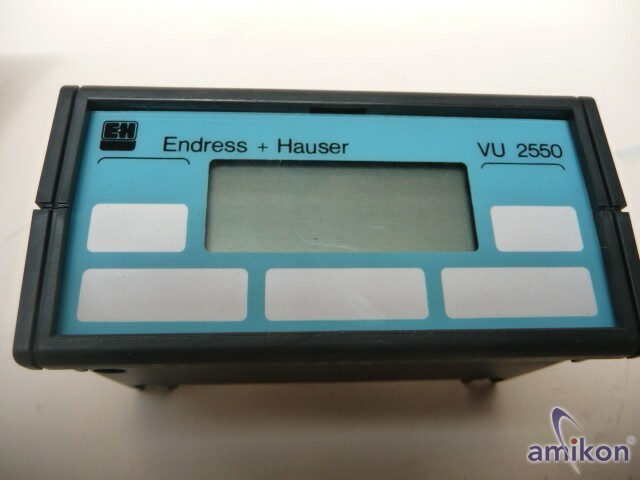 E+H
Endress + Hauser
VU 2550
amikon®